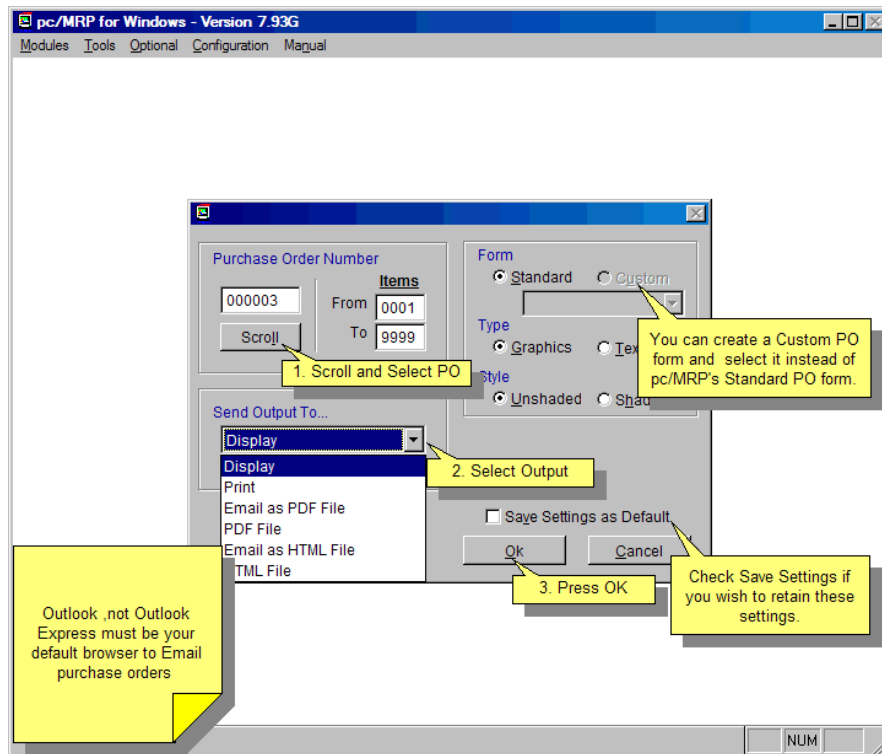 pc/MRP for Windows - Version 7.93G
Modules Tools Optional Configuration Manual
Purchase Order Number
Items
000003
From 0001
To 9999
Scroll
1. Scroll and Select PO
Form
Standard Custom
Type
Graphics
Style
Unshaded
You can create a Custom PO
form and select it instead of
pc/MRP's Standard PO form.
Send Output To...
Display
Display
Print
Email as PDF File
PDF File
Email as HTML File
HTML File
2. Select Output
Save Settings as Default
Ok Cancel
3. Press OK
Check Save Settings if
you wish to retain these
settings.
Outlook ,not Outlook
Express must be your
default browser to Email
purchase orders
NUM